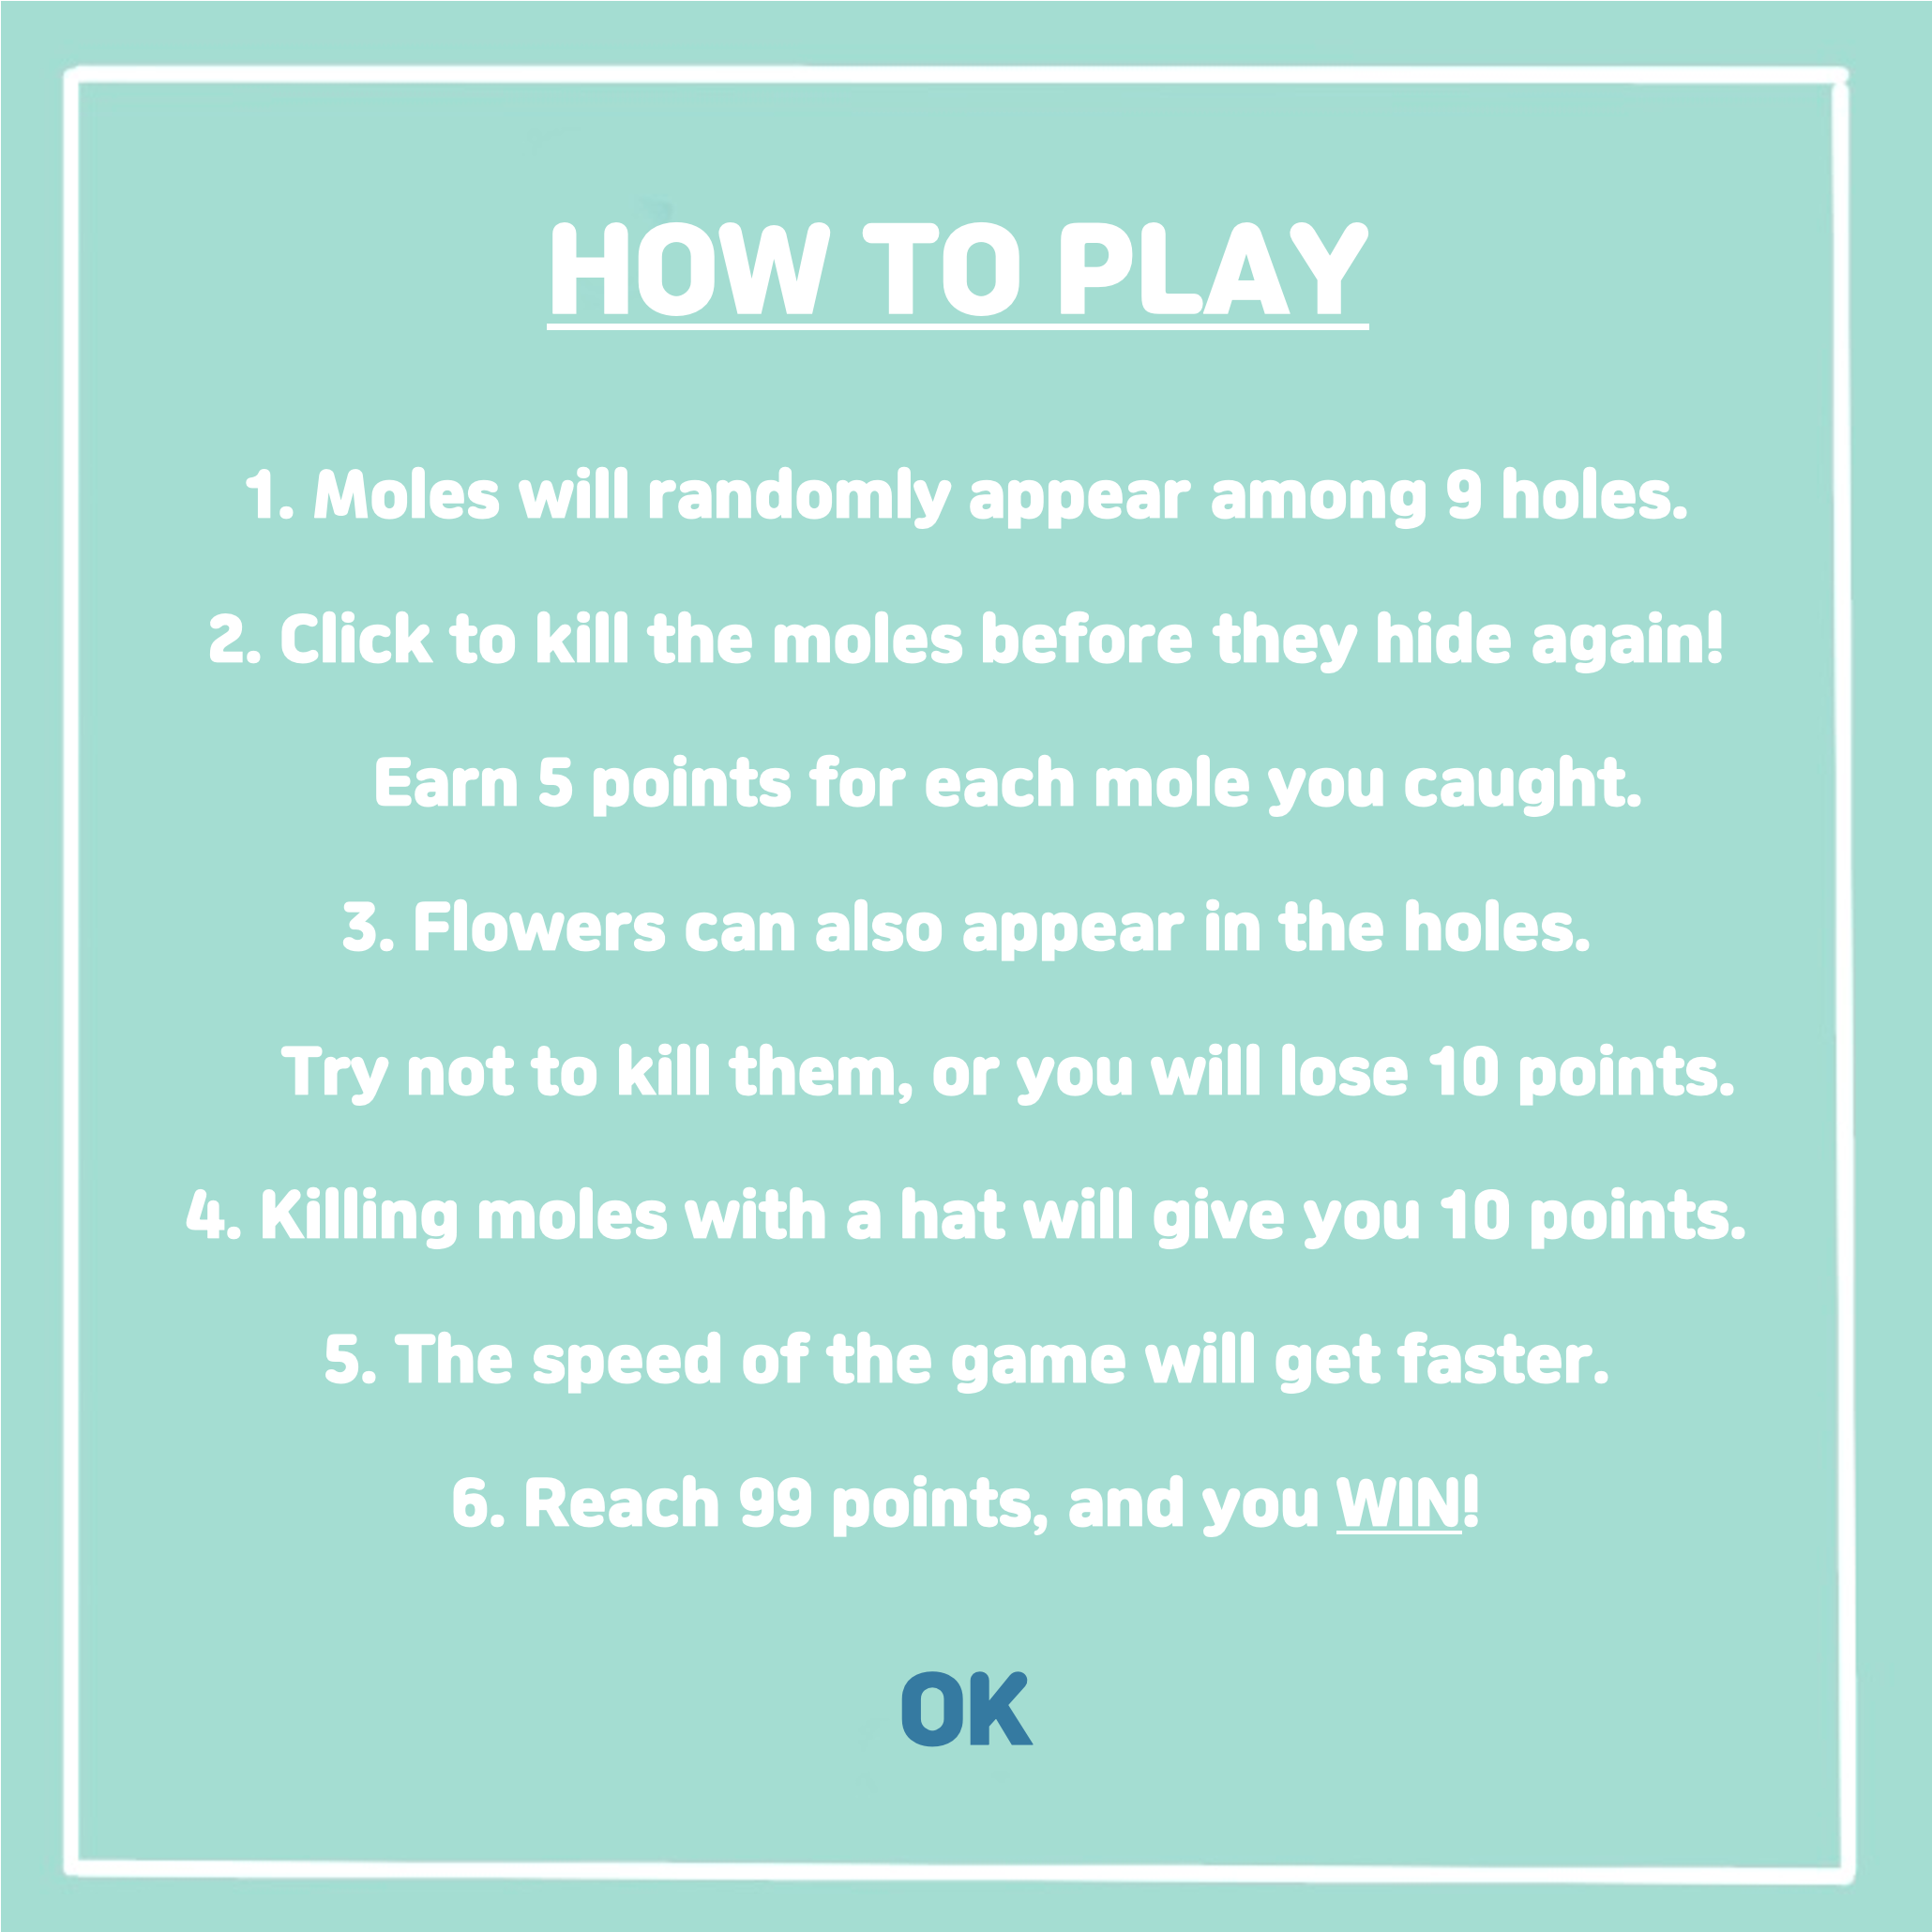 HOW TO PLAY
1. Moles will randomly appear among 9 holes.
2. Click to kill the moles before they hide again!
Earn 5 points for each mole you caught.
3. Flowers can also appear in the holes.
Try not to kill them, or you will lose 10 points.
4. Killing moles with a hat will give you 10 points.
5. The speed of the game will get faster.
6. Reach 99 points, and you WIN!
OK